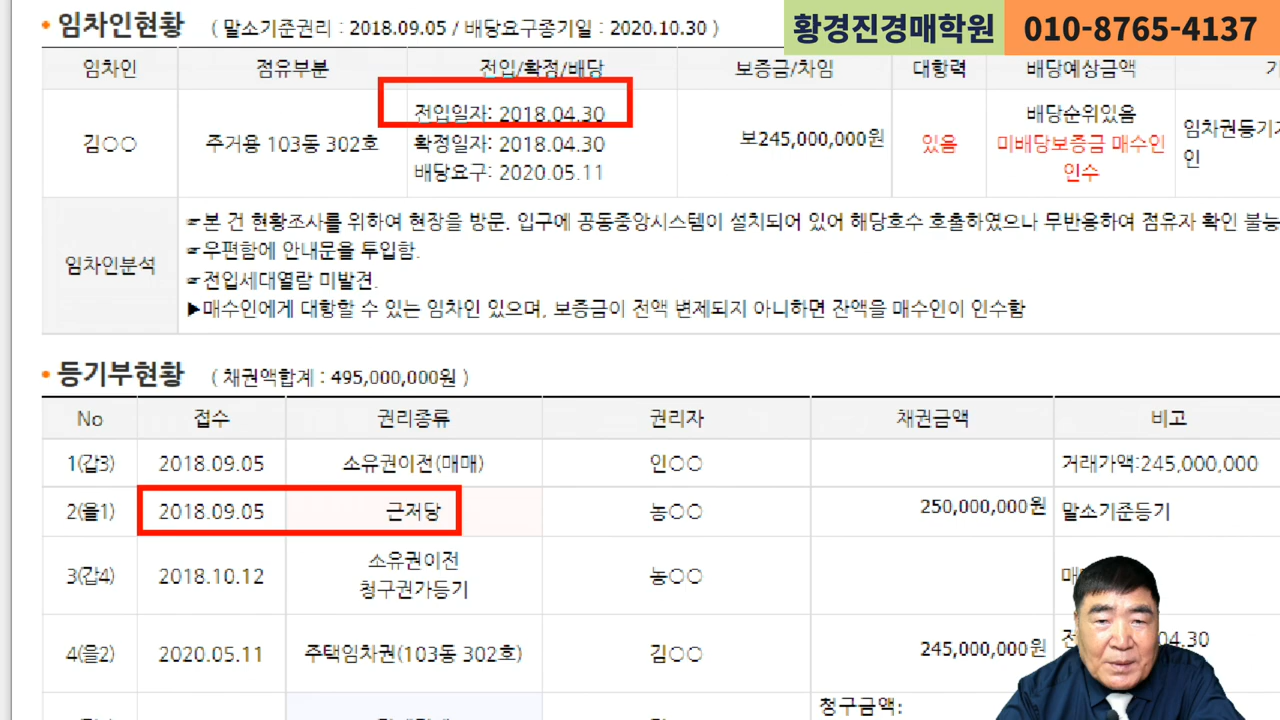 임차인현황 ( 말소기준권리 : 2018.09.05 / 배당요구종기일 : 2020.10.30 )
황경진경매학원 010-8765-4137
임차인 점유부분 전입/확정/배당 보증금/차임 대항력 배당예상금액
김○○ 주거용 103동 302호 전입일자: 2018.04.30 확정일자: 2018.04.30 배당요구: 2020.05.11 보245,000,000원 있음 배당순위있음 미배당보증금 매수인 인수 임차권등기 인
임차인분석
☞본 건 현황조사를 위하여 현장을 방문. 입구에 공동중앙시스템이 설치되어 있어 해당호수 호출하였으나 무반응하여 점유자 확인 불능
☞우편함에 안내문을 투입함.
☞전입세대열람 미발견.
▶매수인에게 대항할 수 있는 임차인 있으며, 보증금이 전액 변제되지 아니하면 잔액을 매수인이 인수함
등기부현황 ( 채권액합계 : 495,000,000원 )
No 접수 권리종류 권리자 채권금액 비고
1(갑3) 2018.09.05 소유권이전(매매) 인○○ 거래가액:245,000,000
2(을1) 2018.09.05 근저당 농○○ 250,000,000원 말소기준등기
3(갑4) 2018.10.12 소유권이전 청구권가등기 농○○
4(을2) 2020.05.11 주택임차권(103동 302호) 김○○ 245,000,000원 04.30
청구금액: